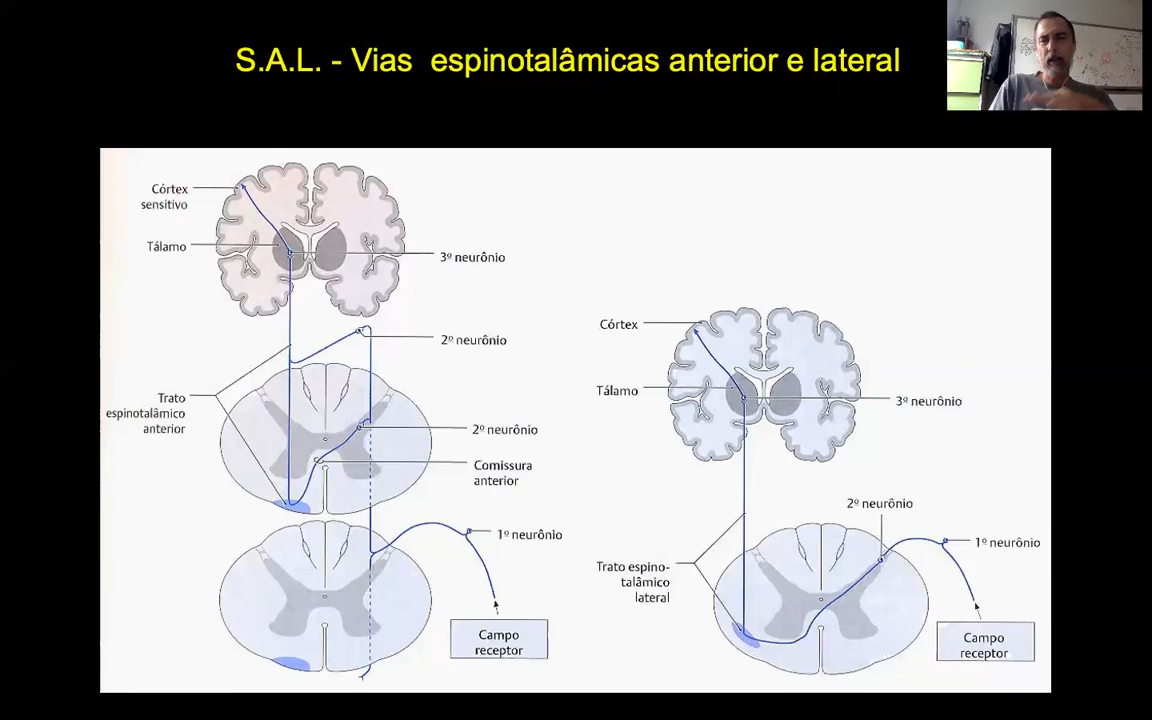 S.A.L. - Vias espinotalâmicas anterior e lateral
Córtex
sensitivo
Tálamo
3º neurônio
2º neurônio
Trato
espinotalâmico
anterior
2º neurônio
Comissura
anterior
1º neurônio
Campo
receptor
Córtex
Tálamo
3º neurônio
2º neurônio
1º neurônio
Trato espino-
talâmico
lateral
Campo
receptor